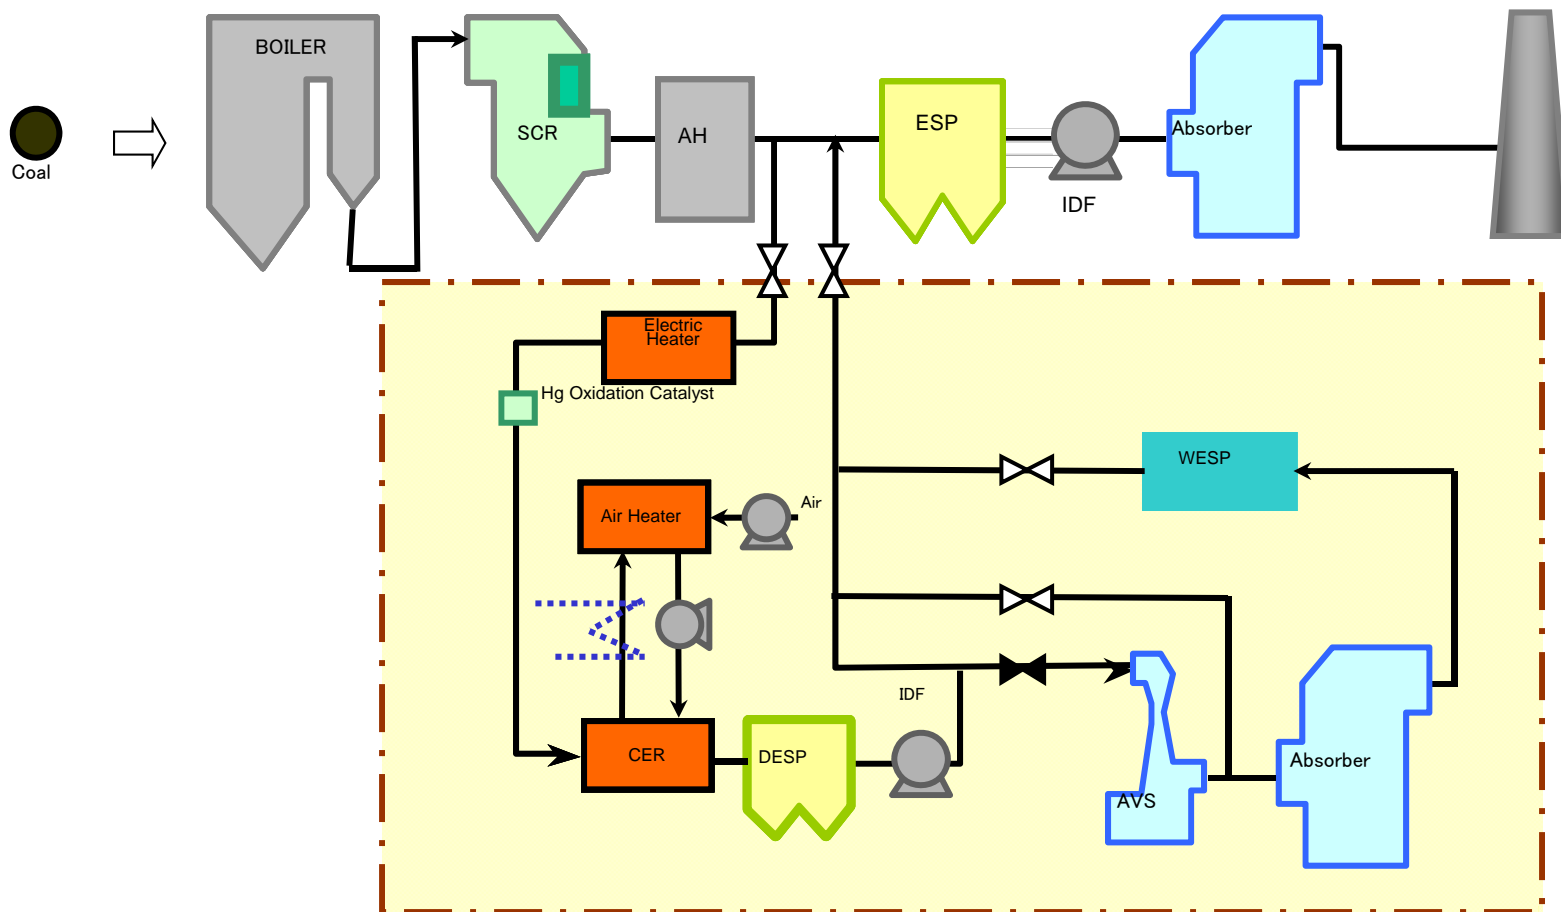 BOILER
SCR
AH
ESP
IDF
Absorber
Coal
Electric
Heater
Hg Oxidation Catalyst
WESP
Air Heater
Air
IDF
CER
DESP
AVS
Absorber